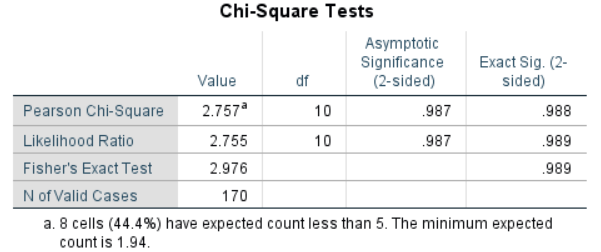 Chi-Square Tests
Value df Asymptotic Significance (2-sided) Exact Sig. (2-sided)
Pearson Chi-Square 2.757a 10 .987 .988
Likelihood Ratio 2.755 10 .987 .989
Fisher's Exact Test 2.976 .989
N of Valid Cases 170
a. 8 cells (44.4%) have expected count less than 5. The minimum expected
count is 1.94.